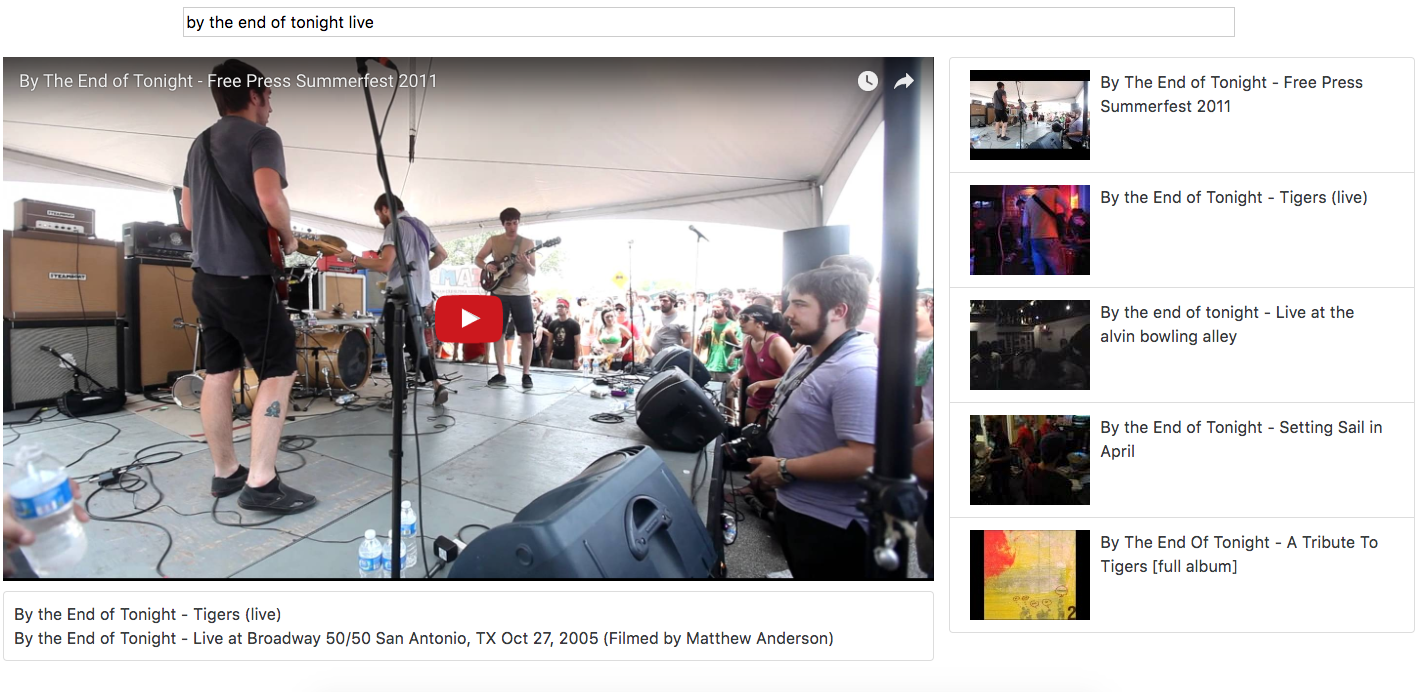 by the end of tonight live
By The End of Tonight - Free Press Summerfest 2011
By the End of Tonight - Tigers (live)
By the End of Tonight - Live at Broadway 50/50 San Antonio, TX Oct 27, 2005 (Filmed by Matthew Anderson)
By The End of Tonight - Free Press
Summerfest 2011
By the End of Tonight - Tigers (live)
By the end of tonight - Live at the
alvin bowling alley
By the End of Tonight - Setting Sail in
April
By The End Of Tonight - A Tribute To
Tigers [full album]
2